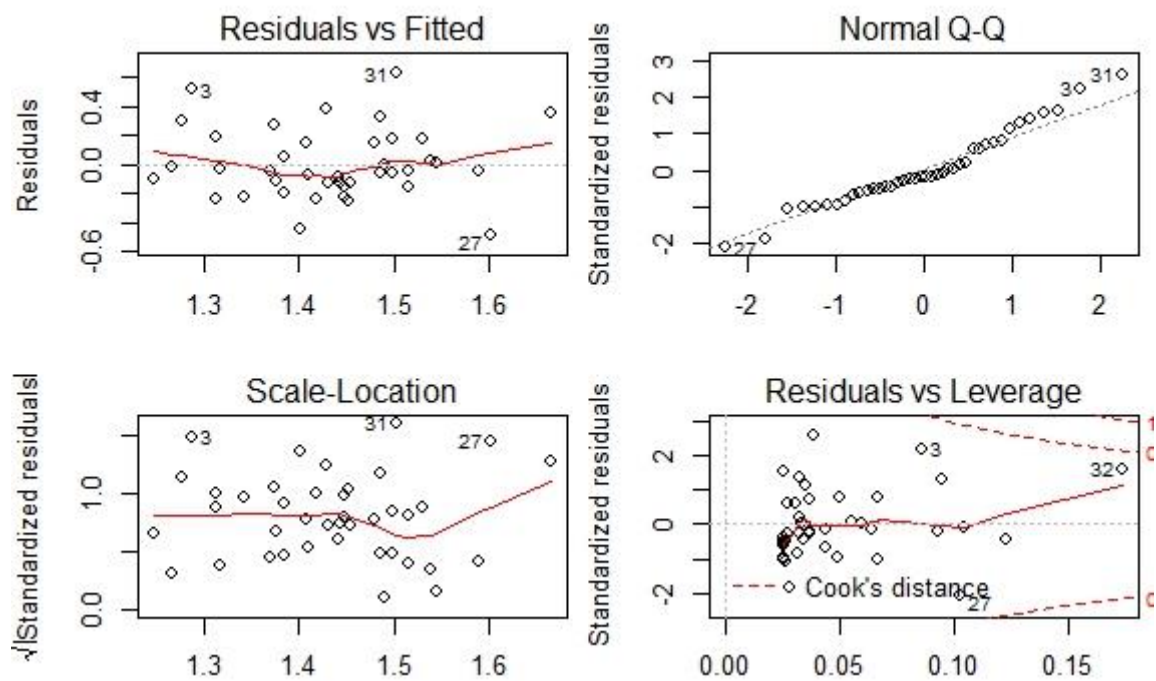 Residuals vs Fitted
Residuals
0.4
0.0
-0.6
3
31
27
1.3 1.4 1.5 1.6
Normal Q-Q
Standardized residuals
3
2
1
0
-2
3
31
27
-2 -1 0 1 2
Scale-Location
√|Standardized residuals|
1.0
0.0
3
31
27
1.3 1.4 1.5 1.6
Residuals vs Leverage
Standardized residuals
2
0
-2
3
32
27
Cook's distance
1
0
0
0.00 0.05 0.10 0.15